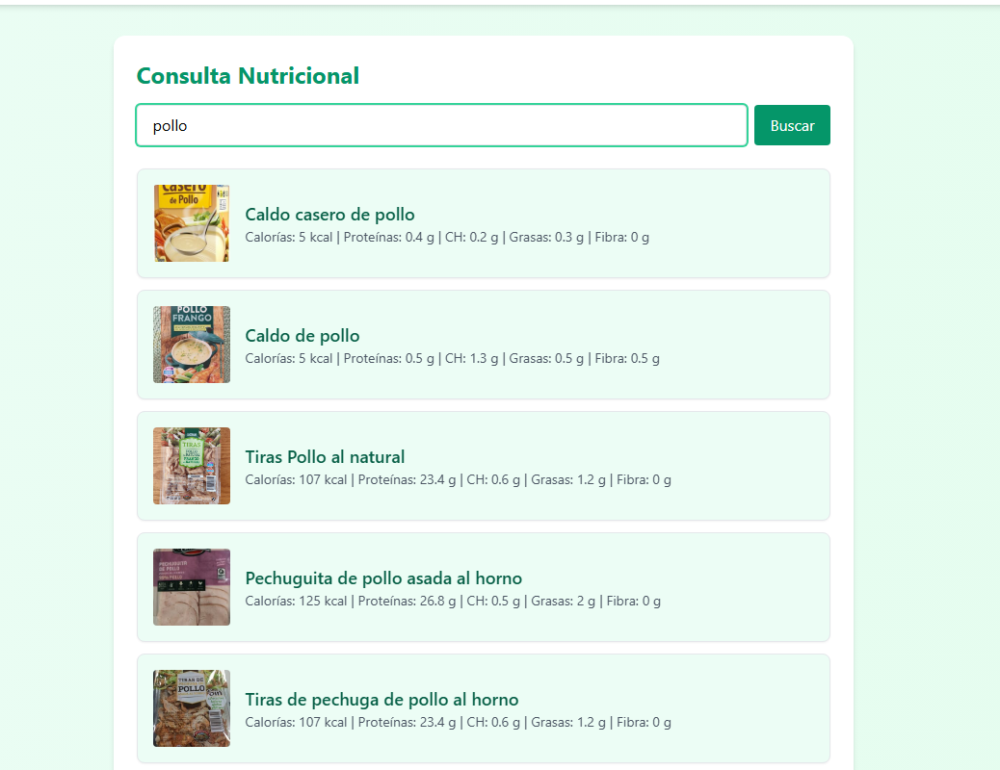 Consulta Nutricional
pollo
Buscar
Casero
de Pollo
Caldo casero de pollo
Calorías: 5 kcal | Proteínas: 0.4 g | CH: 0.2 g | Grasas: 0.3 g | Fibra: 0 g
POLLO
FRANGO
Caldo de pollo
Calorías: 5 kcal | Proteínas: 0.5 g | CH: 1.3 g | Grasas: 0.5 g | Fibra: 0.5 g
TIRAS
Tiras Pollo al natural
Calorías: 107 kcal | Proteínas: 23.4 g | CH: 0.6 g | Grasas: 1.2 g | Fibra: 0 g
PECHUGUITA
DE POLLO
Pechuguita de pollo asada al horno
Calorías: 125 kcal | Proteínas: 26.8 g | CH: 0.5 g | Grasas: 2 g | Fibra: 0 g
TIRAS DE
POLLO
Tiras de pechuga de pollo al horno
Calorías: 107 kcal | Proteínas: 23.4 g | CH: 0.6 g | Grasas: 1.2 g | Fibra: 0 g